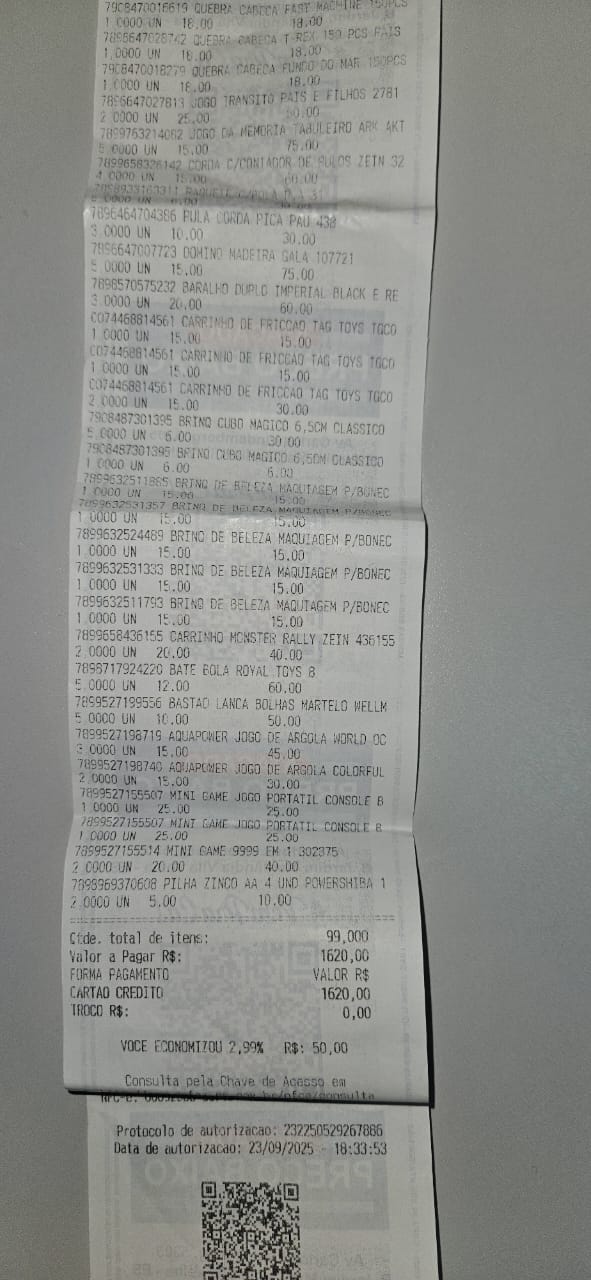 7908470016619 QUEBRA CABECA FAST MACHINE 150PCS
1.0000 UN 18.00 18.00
7896647028742 QUEBRA CABECA T-REX 150 PCS PAIS
1.0000 UN 18.00 18.00
7908470018279 QUEBRA CABECA FUNDO DO MAR 150PCS
1.0000 UN 18.00 18.00
7896647027813 JOGO TRANSITO PAIS E FILHOS 2781
2.0000 UN 25.00 50.00
7899763214082 JOGO DA MEMORIA TABULEIRO ARK AKT
5.0000 UN 15.00 75.00
7899658326142 CORDA C/CONTADOR DE PULOS ZEIN 32
4.0000 UN 15.00 60.00
RAQUETE C/BOLA
7896464704386 PULA CORDA PICA PAU 438
3.0000 UN 10.00 30.00
7896647007723 DOMINO MADEIRA GALA 107721
5.0000 UN 15.00 75.00
7898570575232 BARALHO DUPLO IMPERIAL BLACK E RE
3.0000 UN 20.00 60.00
C074468814561 CARRINHO DE FRICCAO TAG TOYS TGCO
1.0000 UN 15.00 15.00
C074468814561 CARRINHO DE FRICCAO TAG TOYS TGCO
1.0000 UN 15.00 15.00
C074468814561 CARRINHO DE FRICCAO TAG TOYS TGCO
2.0000 UN 15.00 30.00
7908487301395 BRINQ CUBO MAGICO 6,5CM CLASSICO
5.0000 UN 6.00 30.00
7908487301395 BRINQ CUBO MAGICO 6,5CM CLASSICO
1.0000 UN 6.00 6.00
7899632511885 BRINQ DE BELEZA MAQUIAGEM P/BONEC
1.0000 UN 15.00 15.00
7899632531357 BRINQ DE BELEZA MAQUIAGEM P/BONEC
1.0000 UN 15.00 15.00
7899632524489 BRINQ DE BELEZA MAQUIAGEM P/BONEC
1.0000 UN 15.00 15.00
7899632531333 BRINQ DE BELEZA MAQUIAGEM P/BONEC
1.0000 UN 15.00 15.00
7899632511793 BRINQ DE BELEZA MAQUIAGEM P/BONEC
1.0000 UN 15.00 15.00
7899658436155 CARRINHO MONSTER RALLY ZEIN 436155
2.0000 UN 20.00 40.00
7898717924220 BATE BOLA ROYAL TOYS B
5.0000 UN 12.00 60.00
7899527199556 BASTAO LANCA BOLHAS MARTELO WELLM
5.0000 UN 10.00 50.00
7899527198719 AQUAPOWER JOGO DE ARGOLA WORLD OC
3.0000 UN 15.00 45.00
7899527198740 AQUAPOWER JOGO DE ARGOLA COLORFUL
2.0000 UN 15.00 30.00
7899527155507 MINI GAME JOGO PORTATIL CONSOLE B
1.0000 UN 25.00 25.00
7899527155507 MINI GAME JOGO PORTATIL CONSOLE B
1.0000 UN 25.00 25.00
7899527155514 MINI GAME 9999 EM 1 302375
2.0000 UN 20.00 40.00
7898969370608 PILHA ZINCO AA 4 UND POWERSHIBA 1
2.0000 UN 5.00 10.00
Qtde. total de itens: 99,000
Valor a Pagar R$: 1620,00
FORMA PAGAMENTO VALOR R$
CARTAO CREDITO 1620,00
TROCO R$: 0,00
VOCE ECONOMIZOU 2,99% R$: 50,00
Consulta pela Chave de Acesso em
Protocolo de autorizacao: 232250529267886
Data de autorizacao: 23/09/2025 - 18:33:53